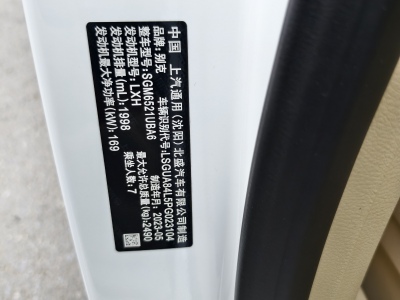 中国 上汽通用(沈阳)北盛汽车有限公司制造
品牌:别克
车辆识别代号:LSGUA84L5PG023104
整车型号:SGM6521UBA6
制造年月:2023-05
发动机型号:LXH
乘坐人数:7
发动机排量(mL):1998
最大允许总质量(kg):2490
发动机最大净功率(kW):169